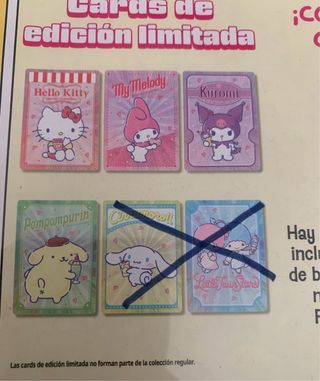 Cards de
edición limitada
¡CO
Hello Kitty
My Melody
Kuromi
Pompompurin
Cinnamoroll
Little Twin Stars
Hay
inclu
de b
Las cards de edición limitada no forman parte de la colección regular.